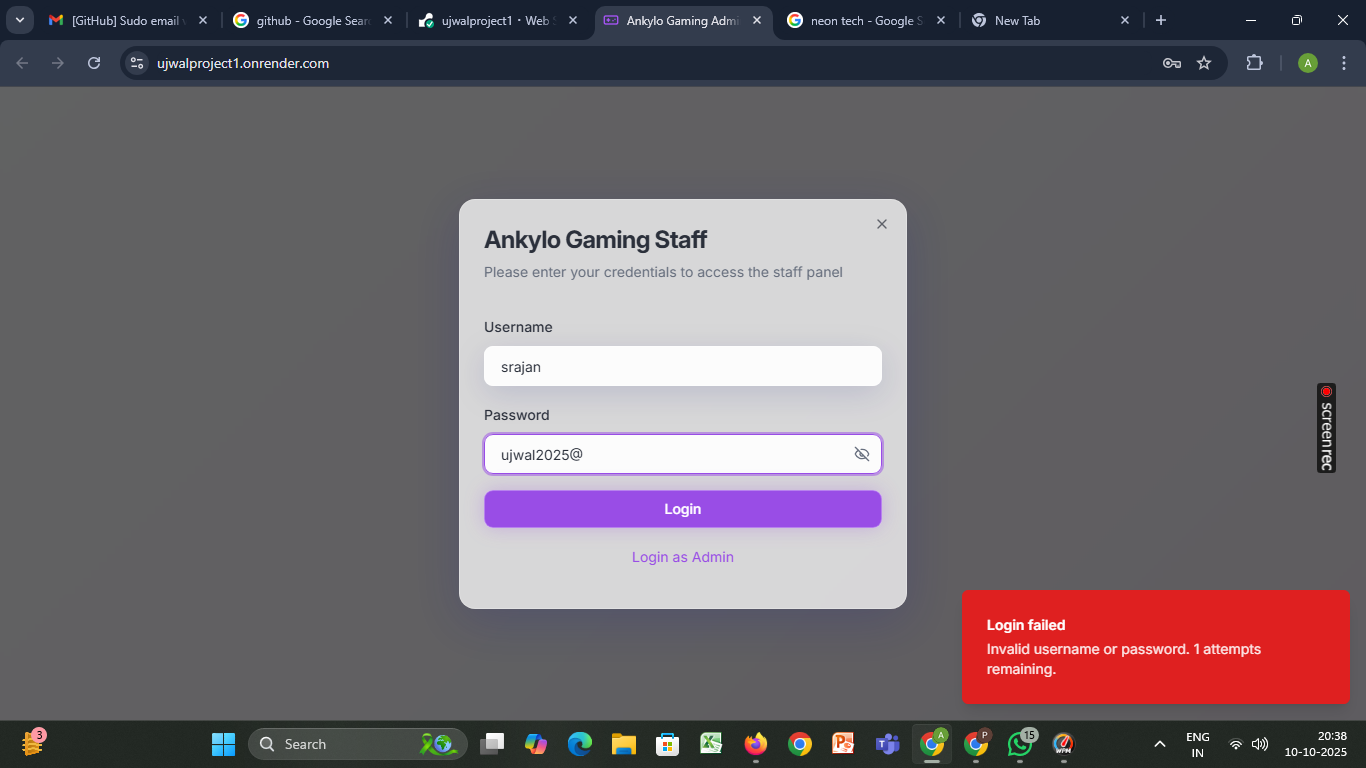 [GitHub] Sudo email v
github - Google Sear
ujwalproject1 · Web S
Ankylo Gaming Admi
neon tech - Google S
New Tab
ujwalproject1.onrender.com
A
Ankylo Gaming Staff
Please enter your credentials to access the staff panel
Username
srajan
Password
ujwal2025@
Login
Login as Admin
screenrec
Login failed
Invalid username or password. 1 attempts
remaining.
3
Search
A
P
15
WPM
ENG
IN
20:38
10-10-2025